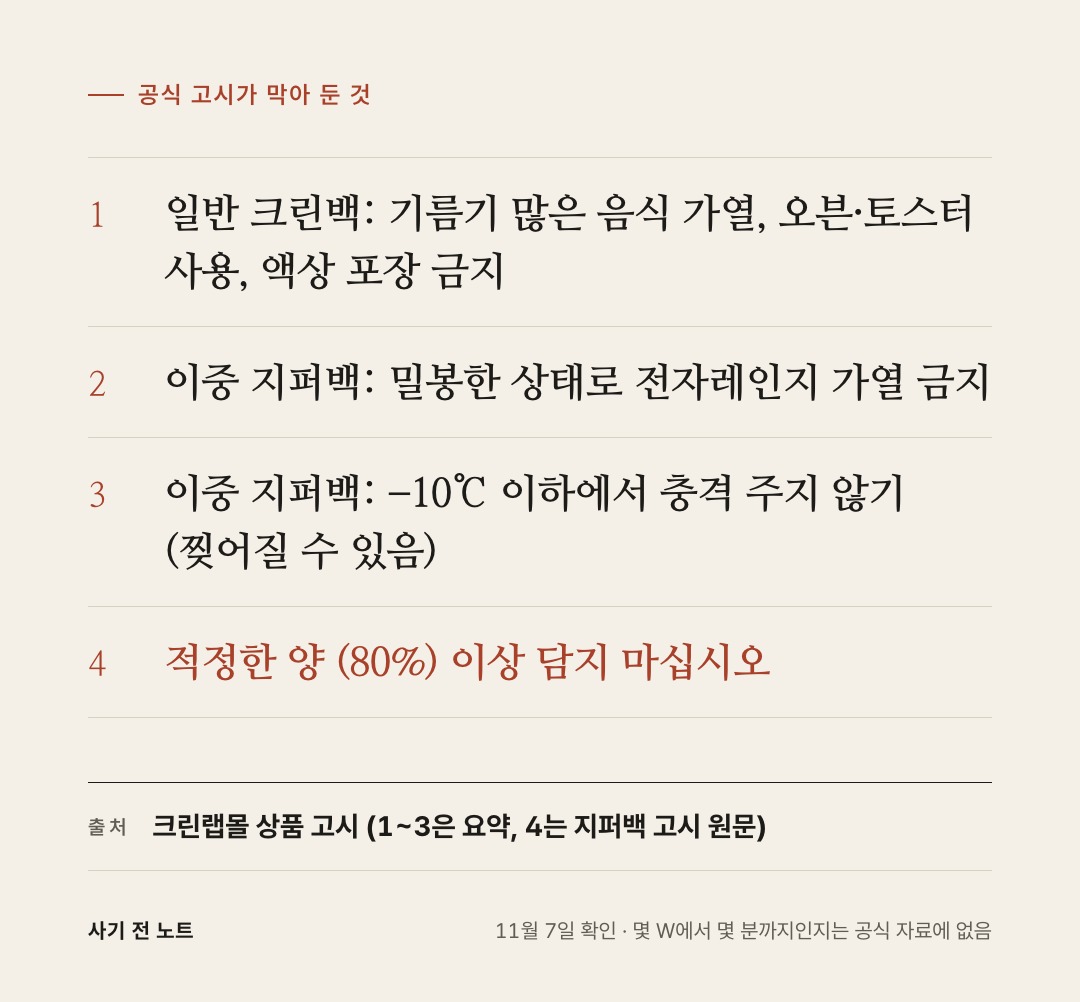 공식 고시가 막아 둔 것
1 일반 크린백: 기름기 많은 음식 가열, 오븐·토스터
사용, 액상 포장 금지
2 이중 지퍼백: 밀봉한 상태로 전자레인지 가열 금지
3 이중 지퍼백: −10℃ 이하에서 충격 주지 않기
(찢어질 수 있음)
4 적정한 양 (80%) 이상 담지 마십시오
출처 크린랩몰 상품 고시 (1~3은 요약, 4는 지퍼백 고시 원문)
사기 전 노트
11월 7일 확인 · 몇 W에서 몇 분까지인지는 공식 자료에 없음